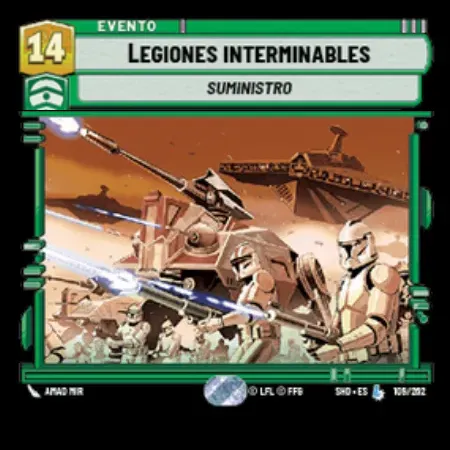 EVENTO
14
LEGIONES INTERMINABLES
SUMINISTRO
AMAD MIR
© LFL © FFG
SHD • ES 109/262